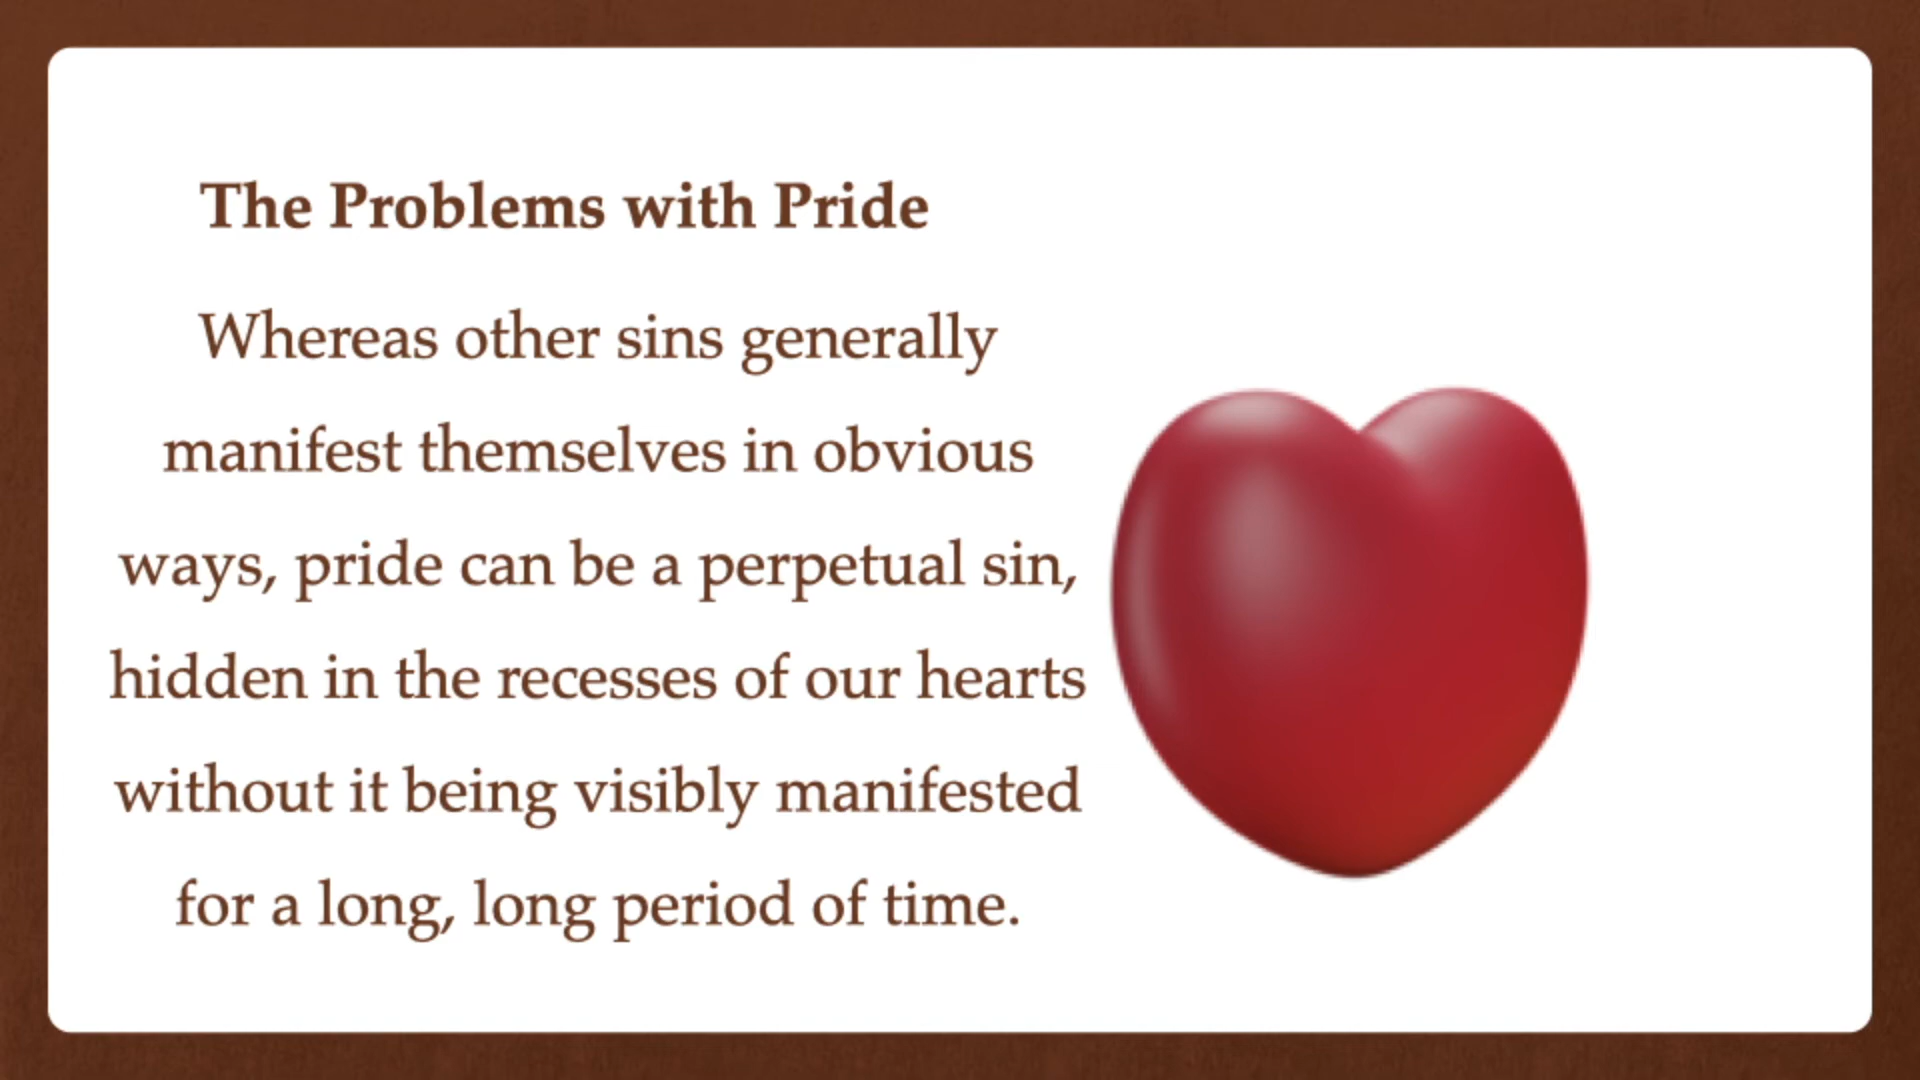 The Problems with Pride
Whereas other sins generally
manifest themselves in obvious
ways, pride can be a perpetual sin,
hidden in the recesses of our hearts
without it being visibly manifested
for a long, long period of time.